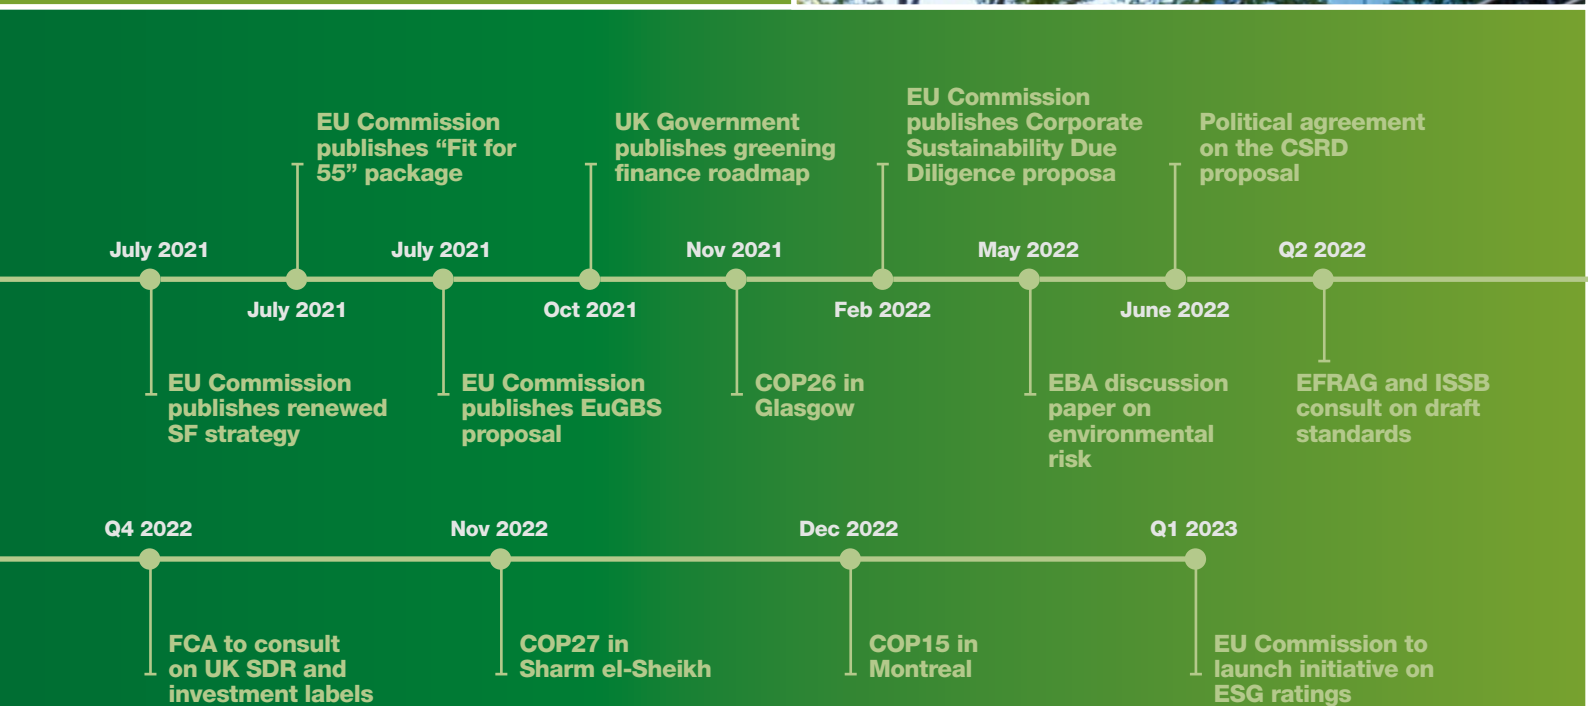 July 2021
EU Commission
publishes renewed
SF strategy
EU Commission
publishes “Fit for
55” package
July 2021
July 2021
EU Commission
publishes EuGBS
proposal
UK Government
publishes greening
finance roadmap
Oct 2021
Nov 2021
COP26 in
Glasgow
EU Commission
publishes Corporate
Sustainability Due
Diligence proposa
Feb 2022
May 2022
EBA discussion
paper on
environmental
risk
Political agreement
on the CSRD
proposal
June 2022
Q2 2022
EFRAG and ISSB
consult on draft
standards
Q4 2022
FCA to consult
on UK SDR and
investment labels
Nov 2022
COP27 in
Sharm el-Sheikh
Dec 2022
COP15 in
Montreal
Q1 2023
EU Commission to
launch initiative on
ESG ratings